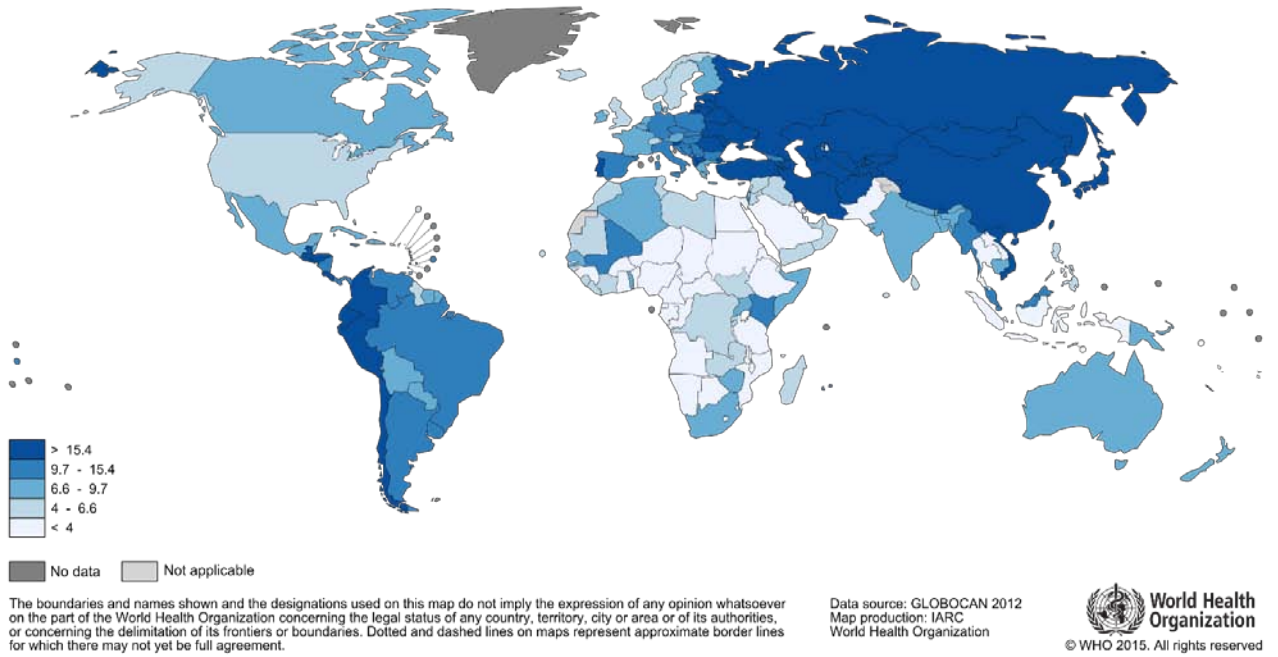 > 15.4
9.7 - 15.4
6.6 - 9.7
4 - 6.6
< 4
No data
Not applicable
The boundaries and names shown and the designations used on this map do not imply the expression of any opinion whatsoever
on the part of the World Health Organization concerning the legal status of any country, territory, city or area or of its authorities,
or concerning the delimitation of its frontiers or boundaries. Dotted and dashed lines on maps represent approximate border lines
for which there may not yet be full agreement.
Data source: GLOBOCAN 2012
Map production: IARC
World Health Organization
World Health
Organization
© WHO 2015. All rights reserved